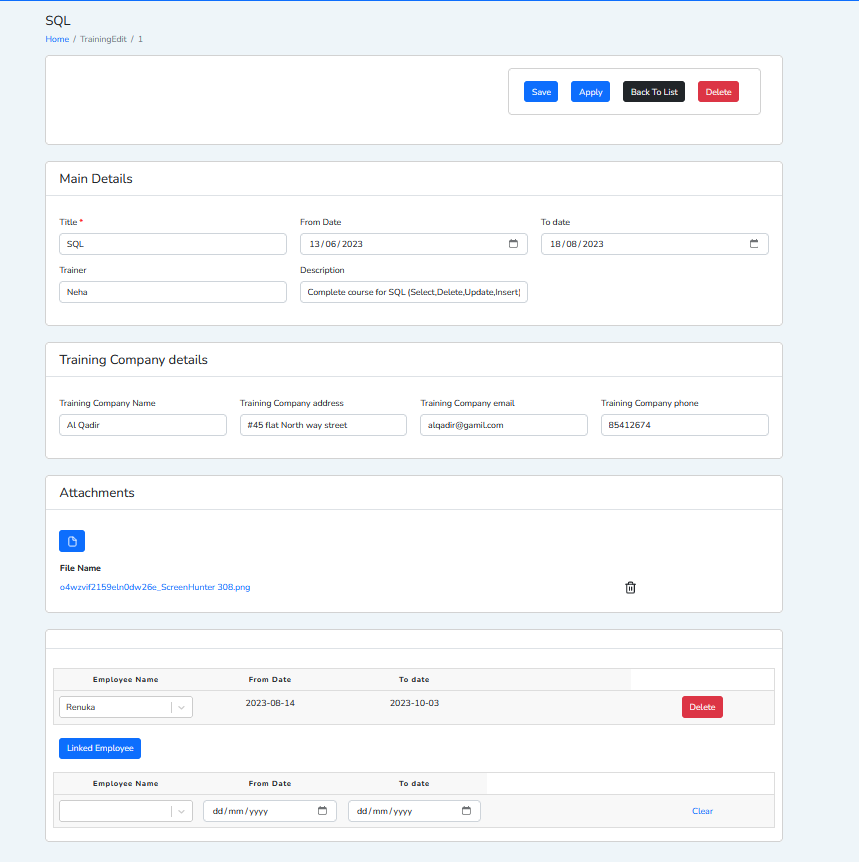 SQL
Home / TrainingEdit / 1
Save Apply Back To List Delete
Main Details
Title * From Date To date
SQL 13/06/2023 18/08/2023
Trainer Description
Neha Complete course for SQL (Select,Delete,Update,Insert)
Training Company details
Training Company Name Training Company address Training Company email Training Company phone
Al Qadir #45 flat North way street alqadir@gamil.com 85412674
Attachments
File Name
o4wzvif2159eln0dw26e_ScreenHunter 308.png
Employee Name From Date To date
Renuka 2023-08-14 2023-10-03 Delete
Linked Employee
Employee Name From Date To date
dd/mm/yyyy dd/mm/yyyy Clear